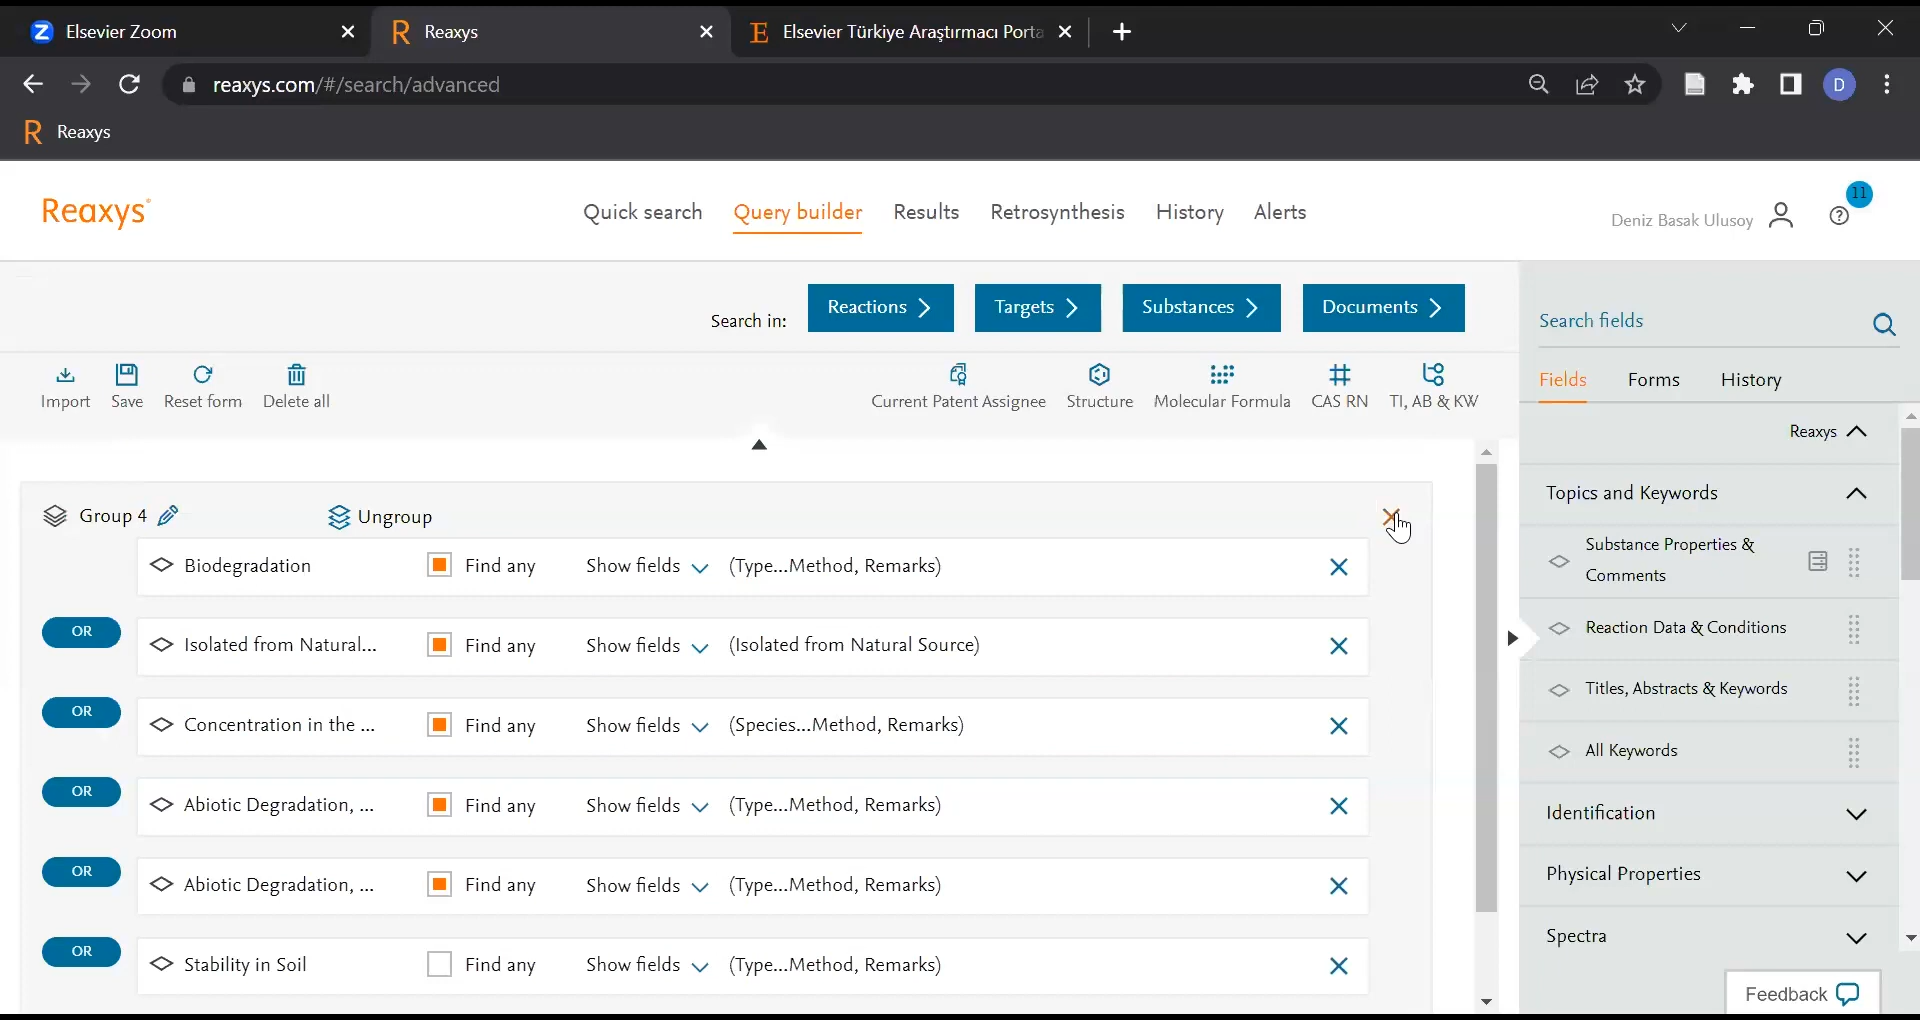 Elsevier Zoom
Reaxys
Elsevier Türkiye Araştırmacı Porta
reaxys.com/#/search/advanced
D
Reaxys
Reaxys
Quick search
Query builder
Results
Retrosynthesis
History
Alerts
Deniz Basak Ulusoy
11
Search in:
Reactions
Targets
Substances
Documents
Search fields
Import
Save
Reset form
Delete all
Current Patent Assignee
Structure
Molecular Formula
CAS RN
TI, AB & KW
Fields
Forms
History
Reaxys
Group 4
Ungroup
Topics and Keywords
Biodegradation Find any Show fields (Type...Method, Remarks)
Substance Properties &
Comments
OR
Isolated from Natural... Find any Show fields (Isolated from Natural Source)
Reaction Data & Conditions
OR
Concentration in the ... Find any Show fields (Species...Method, Remarks)
Titles, Abstracts & Keywords
All Keywords
OR
Abiotic Degradation, ... Find any Show fields (Type...Method, Remarks)
Identification
OR
Abiotic Degradation, ... Find any Show fields (Type...Method, Remarks)
Physical Properties
OR
Stability in Soil Find any Show fields (Type...Method, Remarks)
Spectra
Feedback